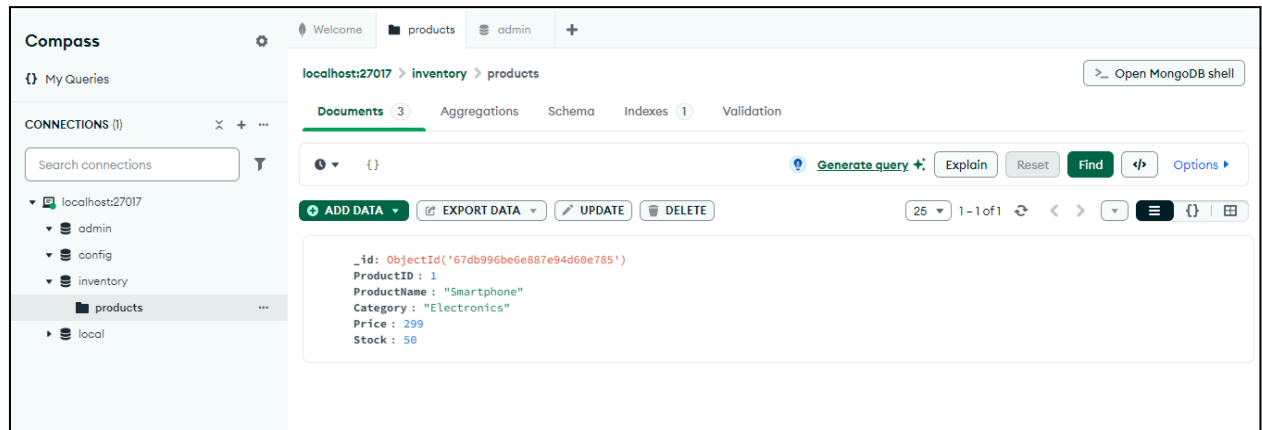 Compass
{} My Queries
CONNECTIONS (1)
Search connections
localhost:27017
admin
config
inventory
products
local
Welcome products admin
localhost:27017 > inventory > products
>_ Open MongoDB shell
Documents 3 Aggregations Schema Indexes 1 Validation
{} Generate query Explain Reset Find </> Options
ADD DATA EXPORT DATA UPDATE DELETE 25 1 – 1 of 1 {}
_id: ObjectId('67db996be6e887e94d60e785')
ProductID : 1
ProductName : "Smartphone"
Category : "Electronics"
Price : 299
Stock : 50